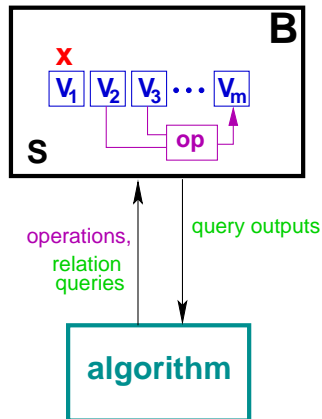 B
x
V1 V2 V3 ••• Vm
op
S
operations,
query outputs
relation
queries
algorithm